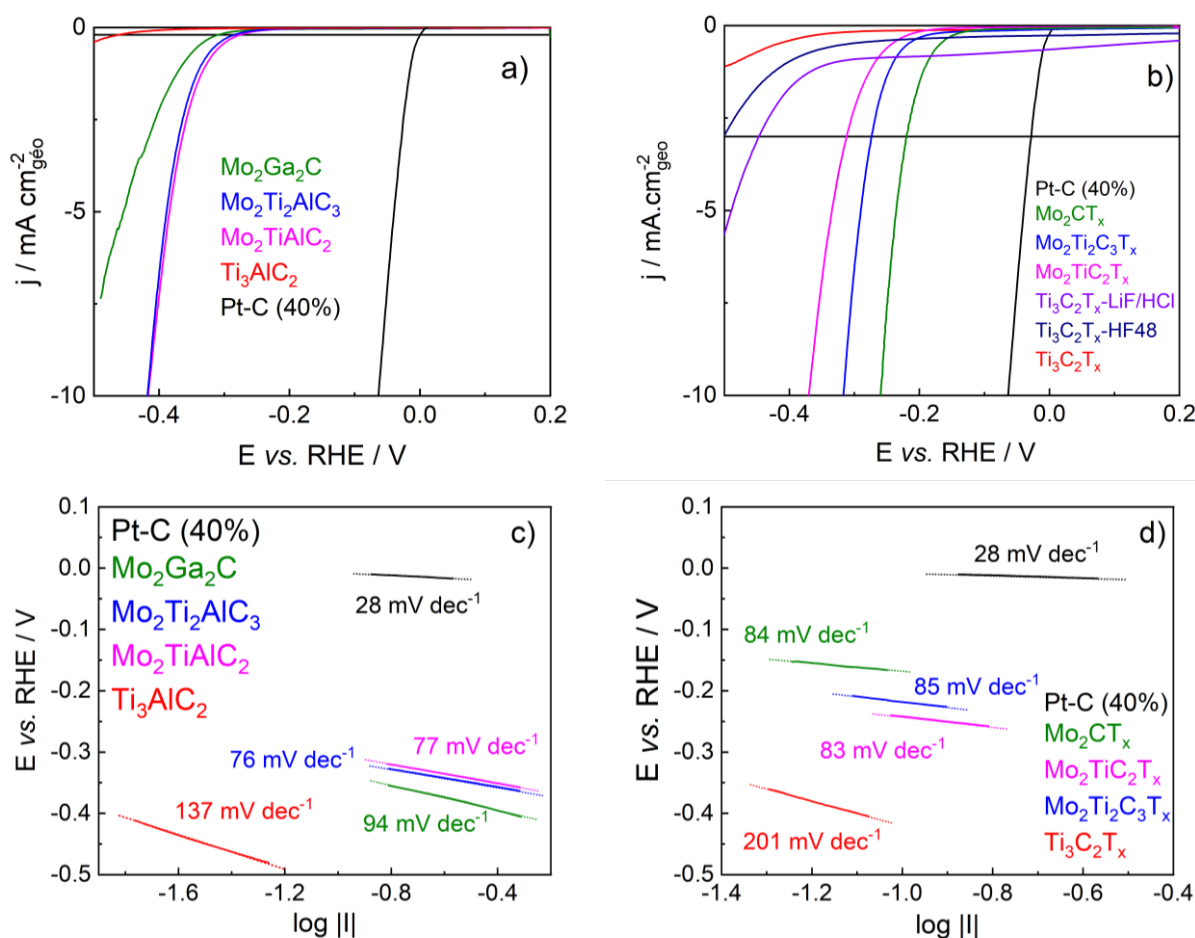 a)
0
-5
-10
j / mA cm⁻²géo
Mo₂Ga₂C
Mo₂Ti₂AlC₃
Mo₂TiAlC₂
Ti₃AlC₂
Pt-C (40%)
-0.4 -0.2 0.0 0.2
E vs. RHE / V
b)
0
-5
-10
j / mA.cm⁻²geo
Pt-C (40%)
Mo₂CTₓ
Mo₂Ti₂C₃Tₓ
Mo₂TiC₂Tₓ
Ti₃C₂Tₓ-LiF/HCl
Ti₃C₂Tₓ-HF48
Ti₃C₂Tₓ
-0.4 -0.2 0.0 0.2
E vs. RHE / V
c)
0.1
0.0
-0.1
-0.2
-0.3
-0.4
-0.5
E vs. RHE / V
Pt-C (40%)
Mo₂Ga₂C
Mo₂Ti₂AlC₃
Mo₂TiAlC₂
Ti₃AlC₂
28 mV dec⁻¹
76 mV dec⁻¹
77 mV dec⁻¹
137 mV dec⁻¹
94 mV dec⁻¹
-1.6 -1.2 -0.8 -0.4
log |I|
d)
0.1
0.0
-0.1
-0.2
-0.3
-0.4
-0.5
E vs. RHE / V
28 mV dec⁻¹
84 mV dec⁻¹
85 mV dec⁻¹
83 mV dec⁻¹
201 mV dec⁻¹
Pt-C (40%)
Mo₂CTₓ
Mo₂TiC₂Tₓ
Mo₂Ti₂C₃Tₓ
Ti₃C₂Tₓ
-1.4 -1.2 -1.0 -0.8 -0.6 -0.4
log |I|